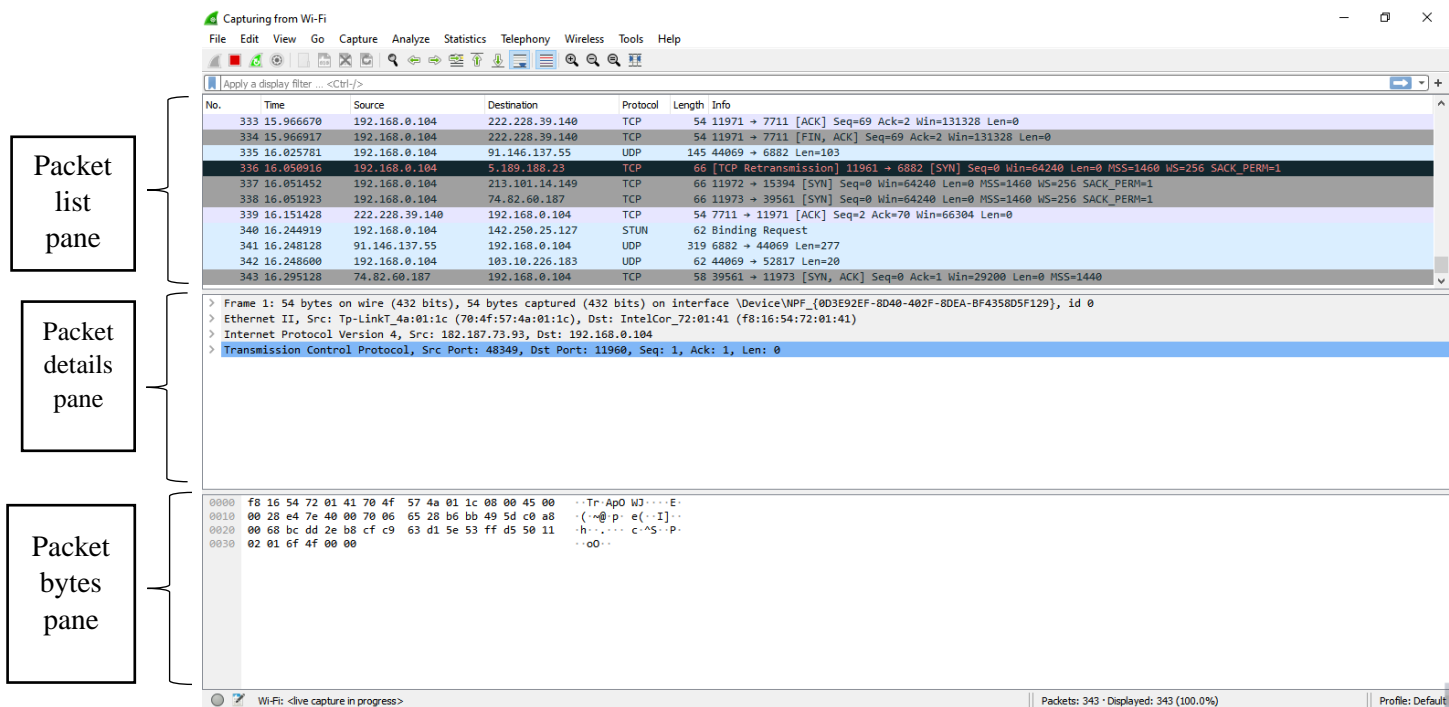 Capturing from Wi-Fi
File Edit View Go Capture Analyze Statistics Telephony Wireless Tools Help
Apply a display filter ... <Ctrl-/>
No. Time Source Destination Protocol Length Info
333 15.966670 192.168.0.104 222.228.39.140 TCP 54 11971 → 7711 [ACK] Seq=69 Ack=2 Win=131328 Len=0
334 15.966917 192.168.0.104 222.228.39.140 TCP 54 11971 → 7711 [FIN, ACK] Seq=69 Ack=2 Win=131328 Len=0
335 16.025781 192.168.0.104 91.146.137.55 UDP 145 44069 → 6882 Len=103
336 16.050916 192.168.0.104 5.189.188.23 TCP 66 [TCP Retransmission] 11961 → 6882 [SYN] Seq=0 Win=64240 Len=0 MSS=1460 WS=256 SACK_PERM=1
337 16.051452 192.168.0.104 213.101.14.149 TCP 66 11972 → 15394 [SYN] Seq=0 Win=64240 Len=0 MSS=1460 WS=256 SACK_PERM=1
338 16.051923 192.168.0.104 74.82.60.187 TCP 66 11973 → 39561 [SYN] Seq=0 Win=64240 Len=0 MSS=1460 WS=256 SACK_PERM=1
339 16.151428 222.228.39.140 192.168.0.104 TCP 54 7711 → 11971 [ACK] Seq=2 Ack=70 Win=66304 Len=0
340 16.244919 192.168.0.104 142.250.25.127 STUN 62 Binding Request
341 16.248128 91.146.137.55 192.168.0.104 UDP 319 6882 → 44069 Len=277
342 16.248600 192.168.0.104 103.10.226.183 UDP 62 44069 → 52817 Len=20
343 16.295128 74.82.60.187 192.168.0.104 TCP 58 39561 → 11973 [SYN, ACK] Seq=0 Ack=1 Win=29200 Len=0 MSS=1440
Packet
list
pane
> Frame 1: 54 bytes on wire (432 bits), 54 bytes captured (432 bits) on interface \Device\NPF_{0D3E92EF-8D40-402F-8DEA-BF4358D5F129}, id 0
> Ethernet II, Src: Tp-LinkT_4a:01:1c (70:4f:57:4a:01:1c), Dst: IntelCor_72:01:41 (f8:16:54:72:01:41)
> Internet Protocol Version 4, Src: 182.187.73.93, Dst: 192.168.0.104
> Transmission Control Protocol, Src Port: 48349, Dst Port: 11960, Seq: 1, Ack: 1, Len: 0
Packet
details
pane
0000 f8 16 54 72 01 41 70 4f 57 4a 01 1c 08 00 45 00 ··Tr·ApO WJ····E·
0010 00 28 e4 7e 40 00 70 06 65 28 b6 bb 49 5d c0 a8 ·(·~@·p· e(··I]··
0020 00 68 bc dd 2e b8 cf c9 63 d1 5e 53 ff d5 50 11 ·h··.··· c·^S··P·
0030 02 01 6f 4f 00 00 ··oO··
Packet
bytes
pane
Wi-Fi: <live capture in progress> Packets: 343 · Displayed: 343 (100.0%) Profile: Default